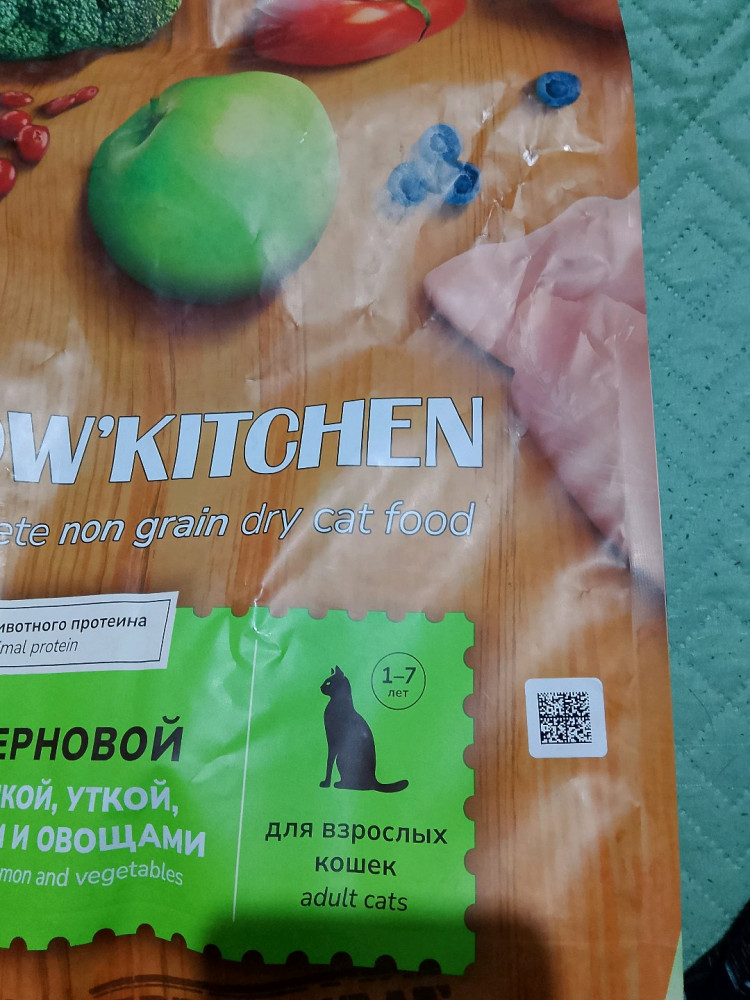 OW'KITCHEN
ete non grain dry cat food
ивотного протеина
mal protein
1–7
лет
ЕРНОВОЙ
КОЙ, УТКОЙ,
И И ОВОЩАМИ
mon and vegetables
для взрослых
кошек
adult cats